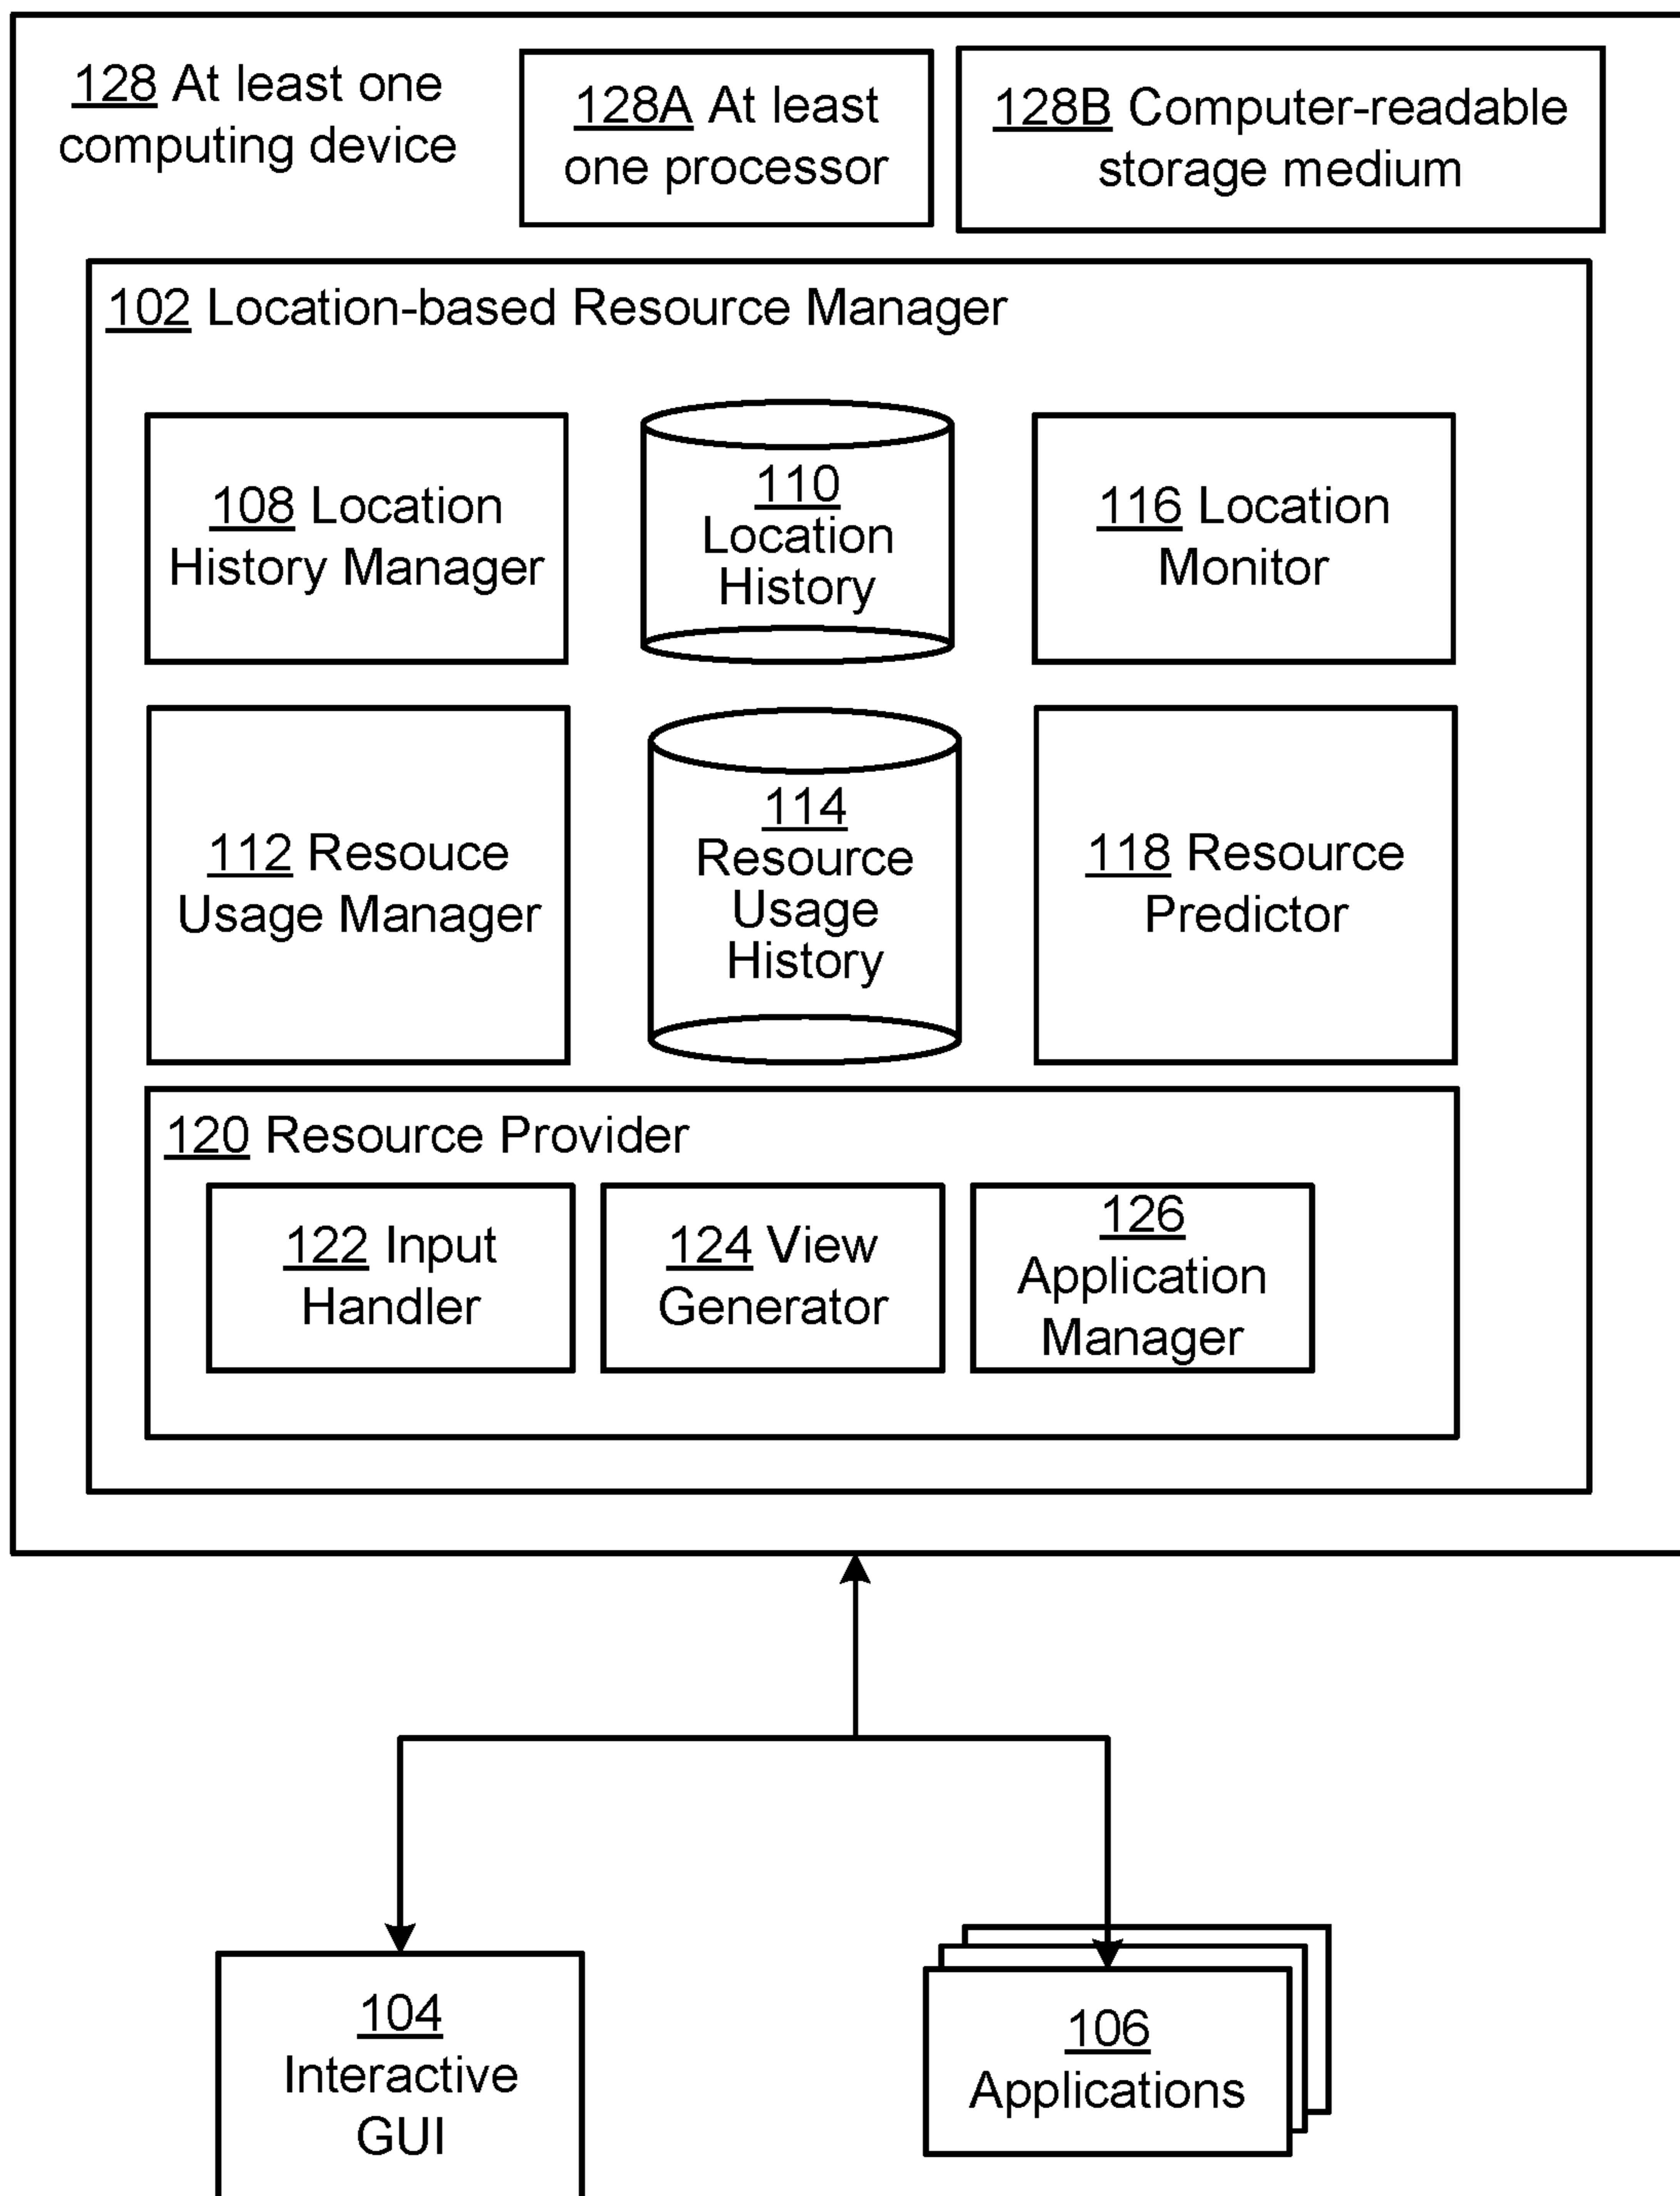 128 At least one
computing device
128A At least
one processor
128B Computer-readable
storage medium
102 Location-based Resource Manager
108 Location
History Manager
110
Location
History
116 Location
Monitor
112 Resouce
Usage Manager
114
Resource
Usage
History
118 Resource
Predictor
120 Resource Provider
122 Input
Handler
124 View
Generator
126
Application
Manager
104
Interactive
GUI
106
Applications